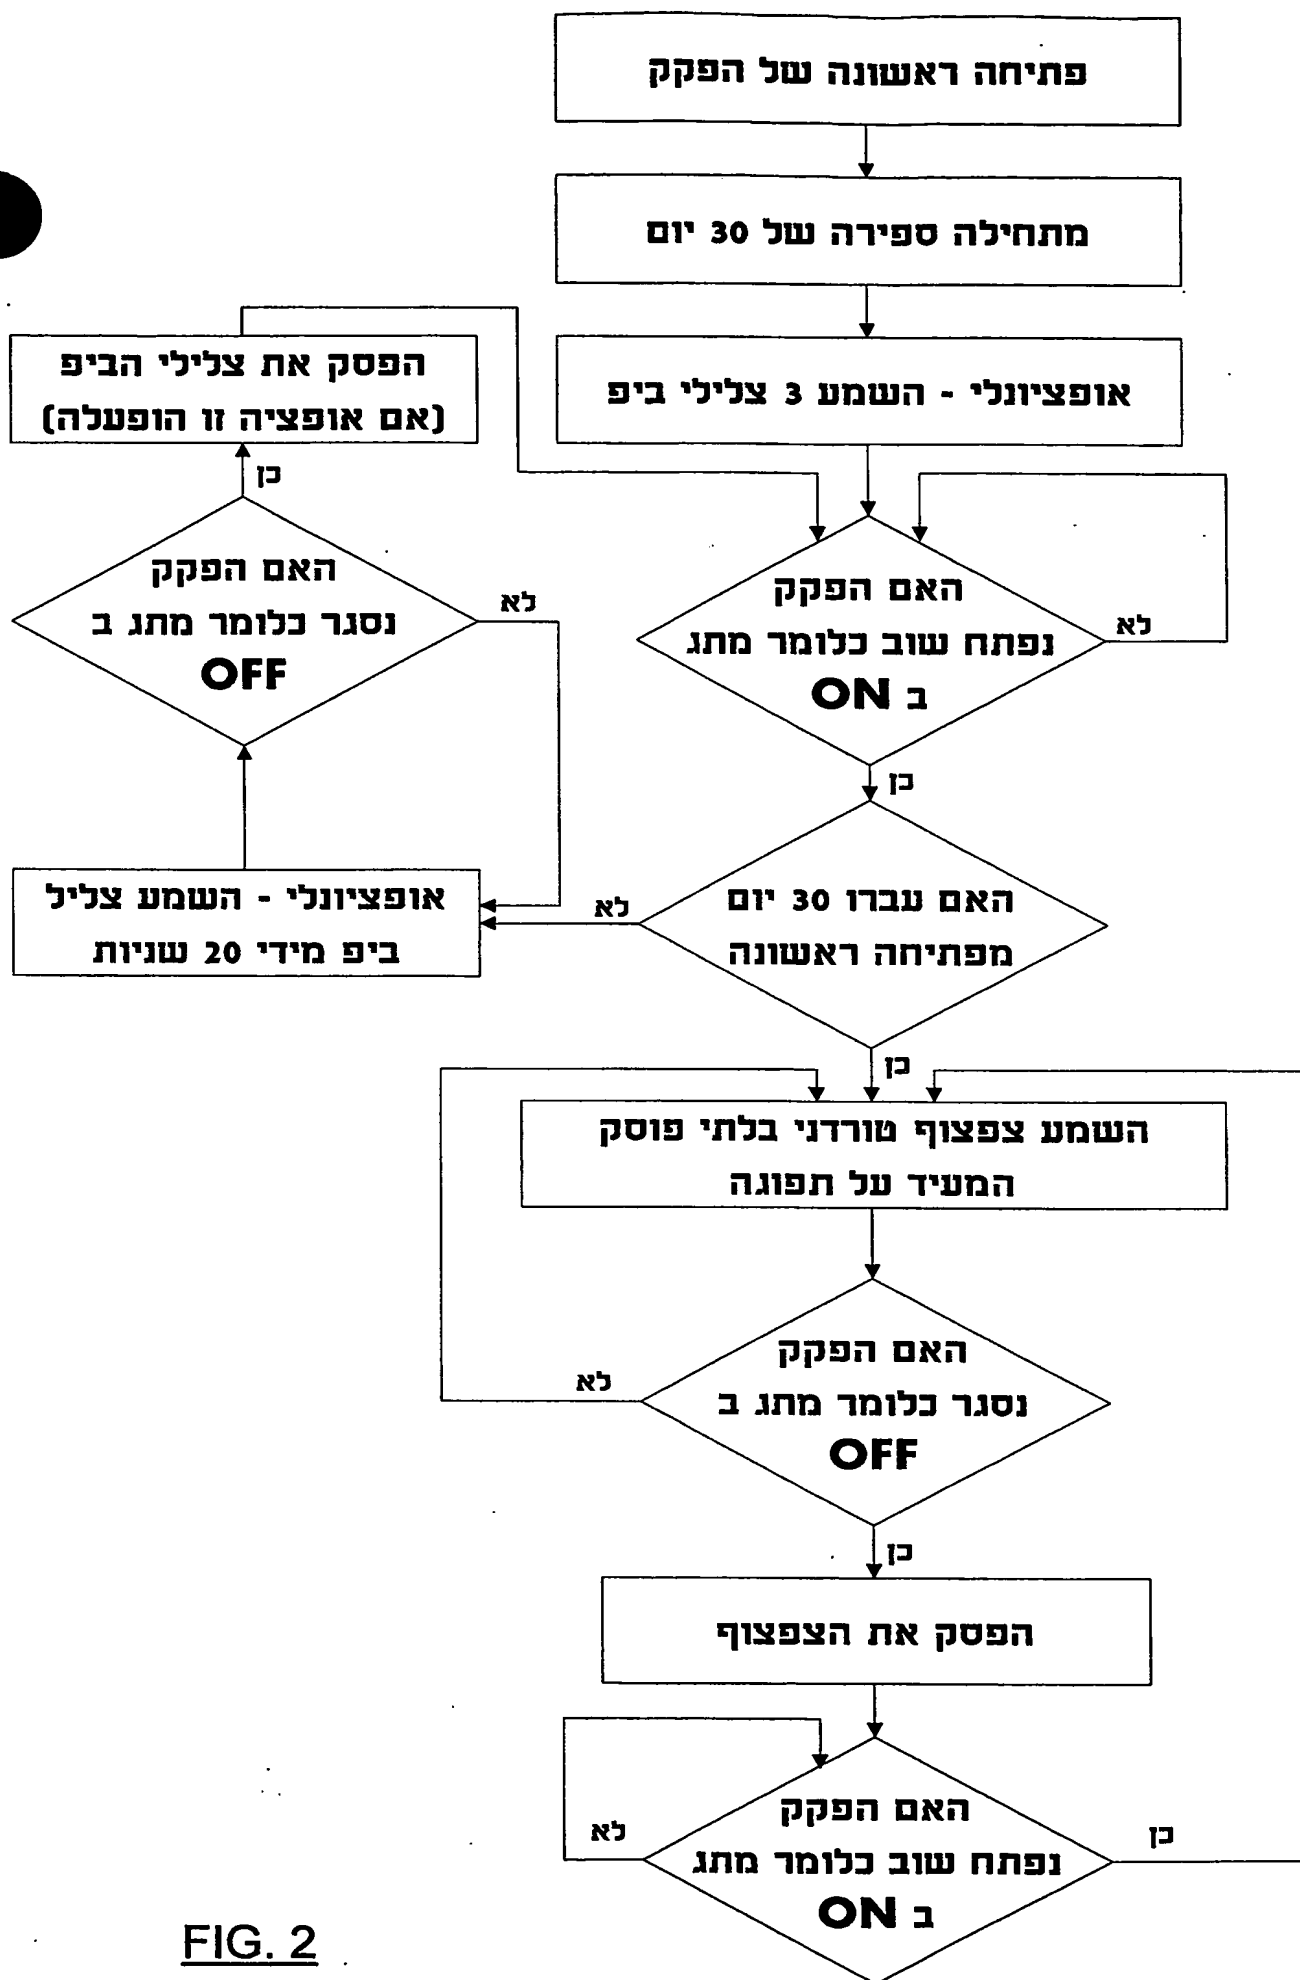 פתיחה ראשונה של הפקק
מתחילה ספירה של 30 יום
אופציונלי - השמע 3 צלילי ביפ
הפסק את צלילי הביפ
(אם אופציה זו הופעלה)
כן
האם הפקק
נסגר כלומר מתג ב
OFF
לא
האם הפקק
נפתח שוב כלומר מתג
ב ON
לא
כן
אופציונלי - השמע צליל
ביפ מידי 20 שניות
לא
האם עברו 30 יום
מפתיחה ראשונה
כן
השמע צפצוף טורדני בלתי פוסק
המעיד על תפוגה
האם הפקק
נסגר כלומר מתג ב
OFF
לא
כן
הפסק את הצפצוף
האם הפקק
נפתח שוב כלומר מתג
ב ON
לא
כן
FIG. 2